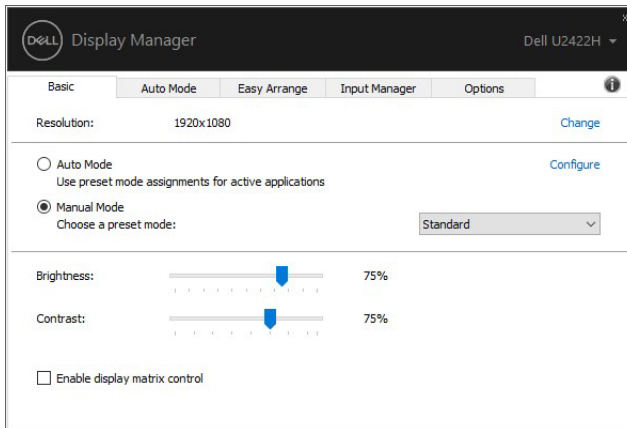 DELL Display Manager Dell U2422H
Basic Auto Mode Easy Arrange Input Manager Options
Resolution: 1920x1080 Change
Auto Mode Configure
Use preset mode assignments for active applications
Manual Mode
Choose a preset mode: Standard
Brightness: 75%
Contrast: 75%
Enable display matrix control